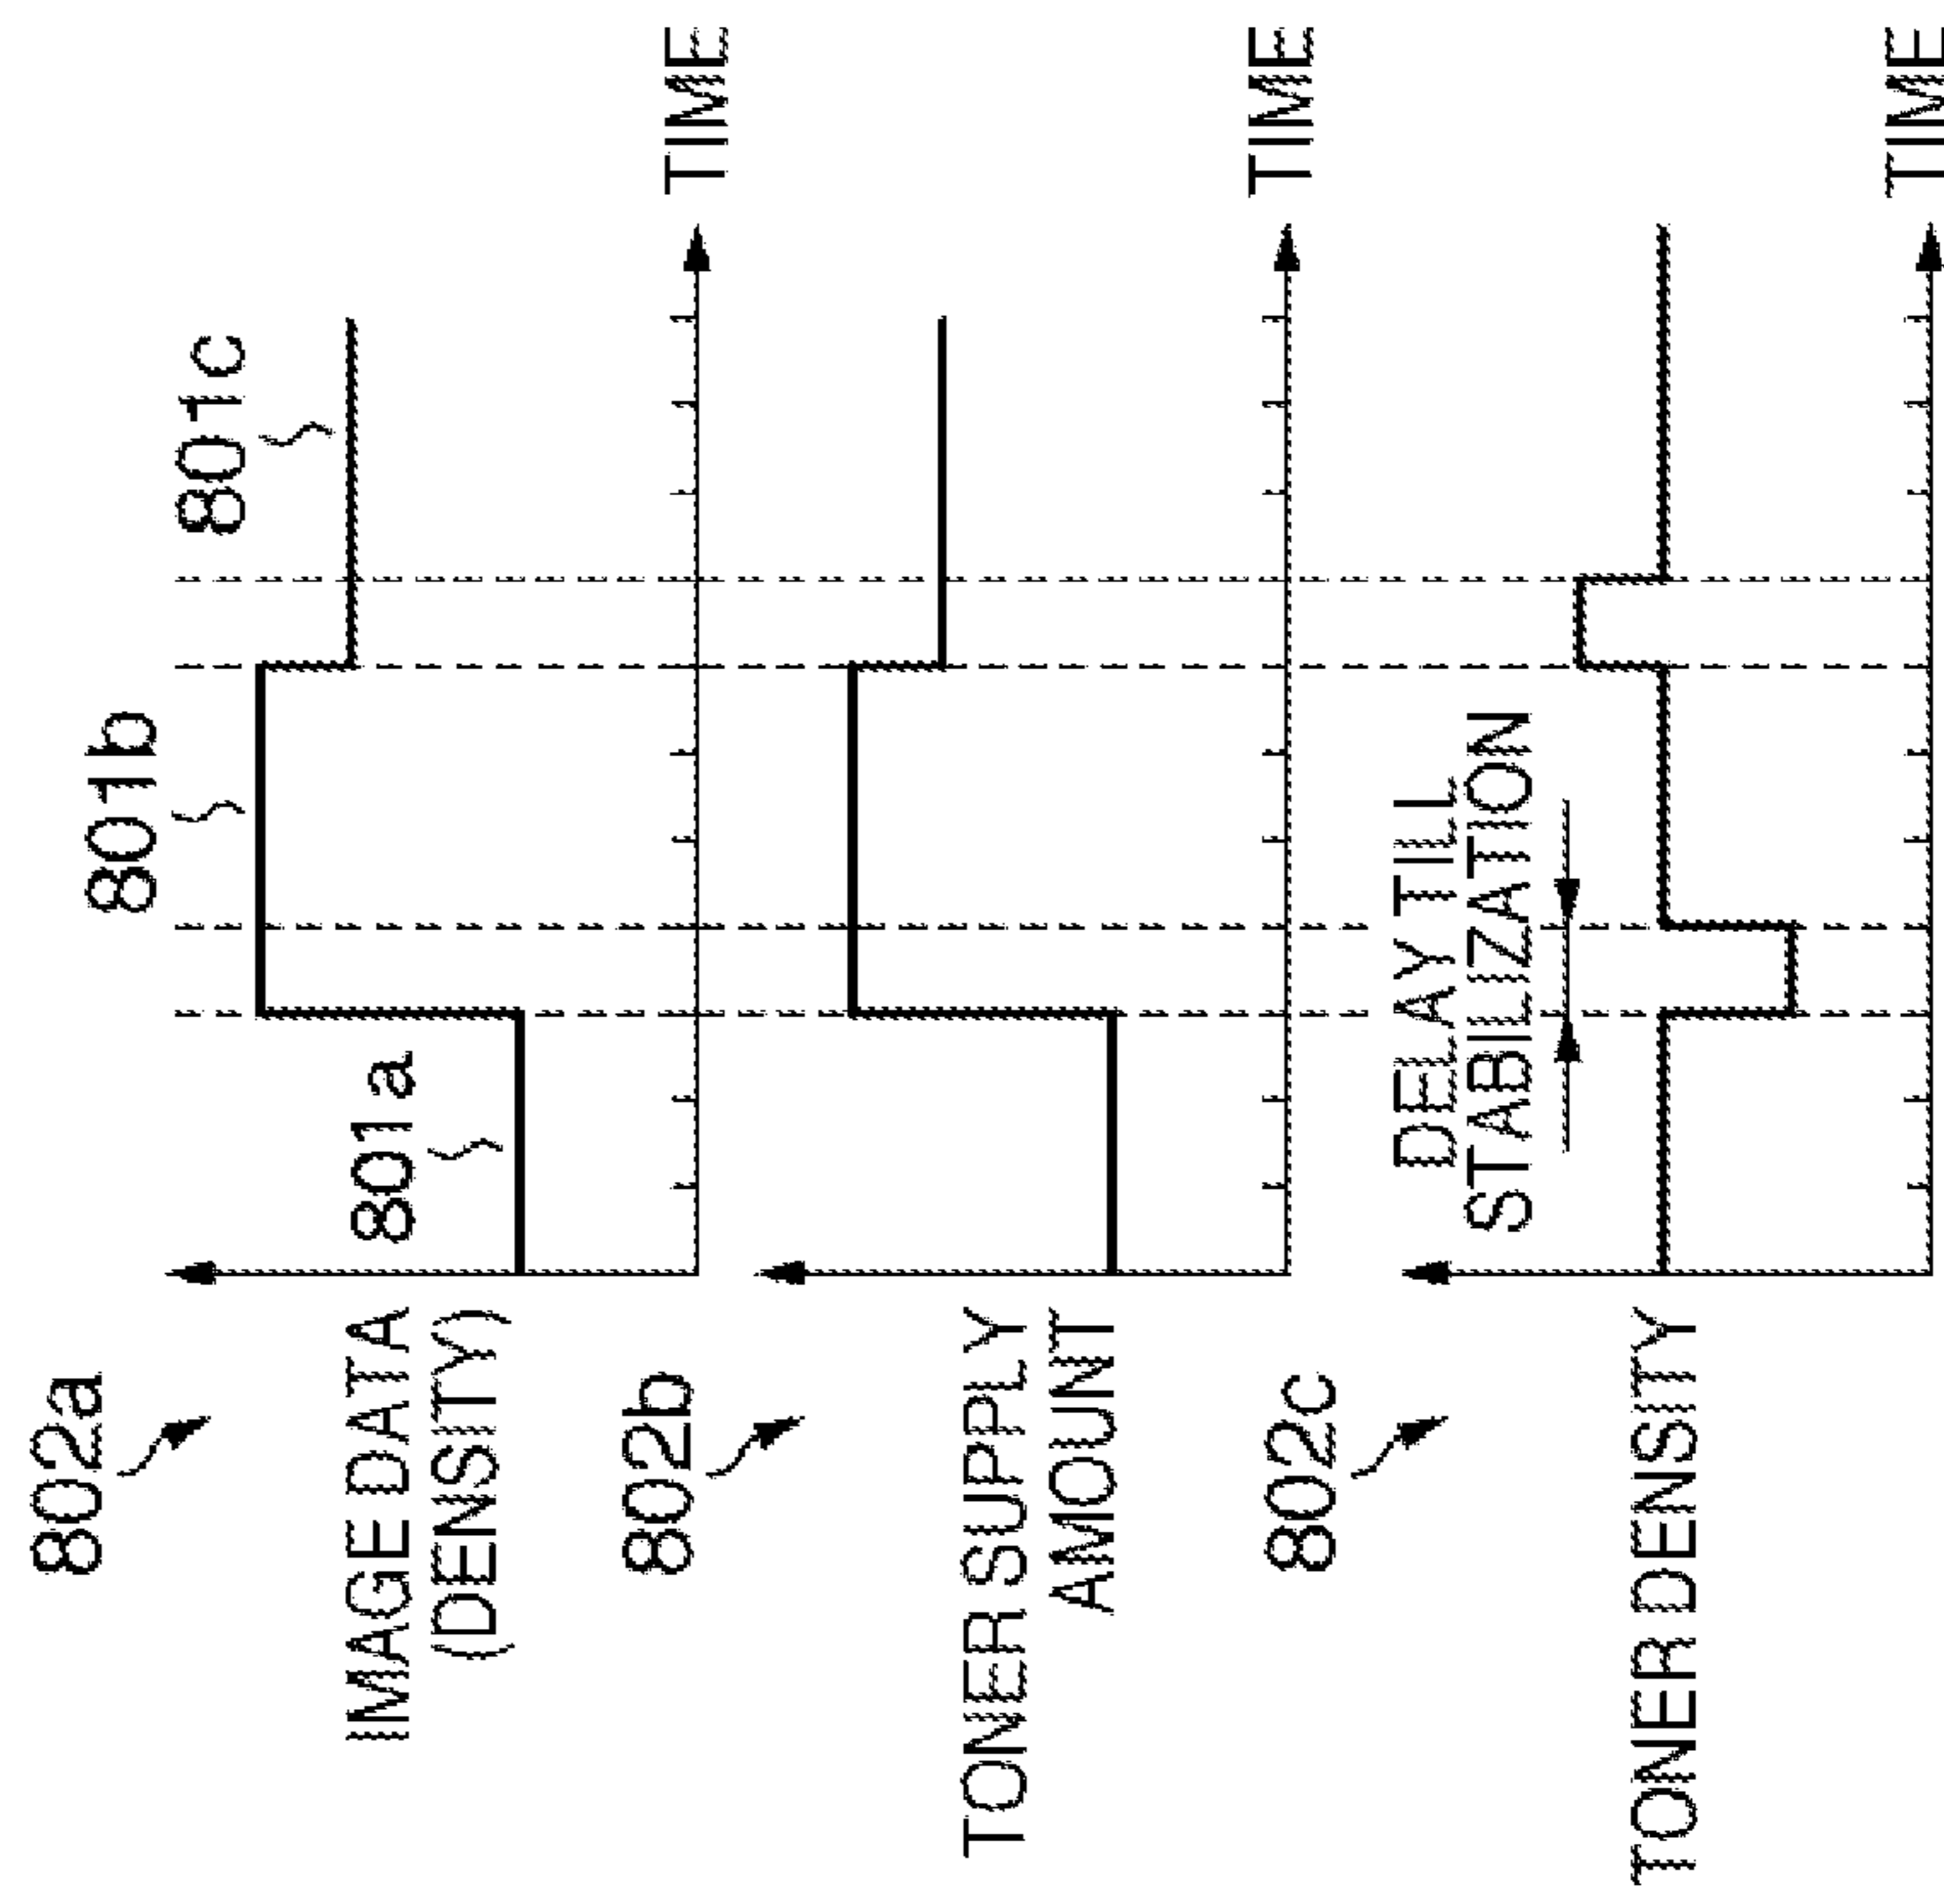 802a
IMAGE DATA
(DENSITY)
801a
801b
801c
TIME
802b
TONER SUPPLY
AMOUNT
TIME
802c
TONER DENSITY
DELAY TILL
STABILIZATION
TIME